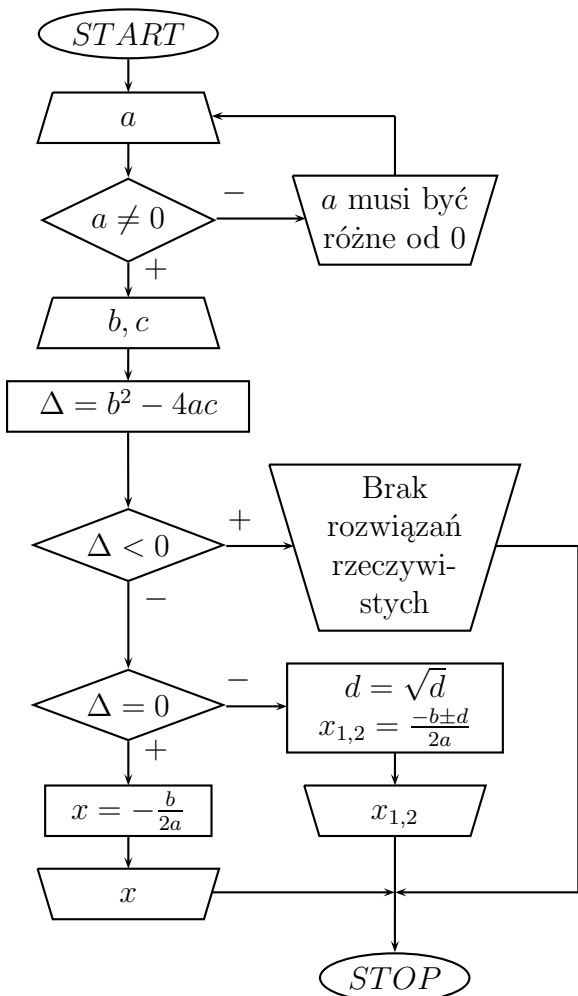 START
a
a ≠ 0
−
a musi być
różne od 0
+
b, c
Δ = b² − 4ac
Δ < 0
+
Brak
rozwiązań
rzeczywi-
stych
−
Δ = 0
−
d = √d
x₁,₂ = (−b±d)/(2a)
+
x = −b/(2a)
x₁,₂
x
STOP